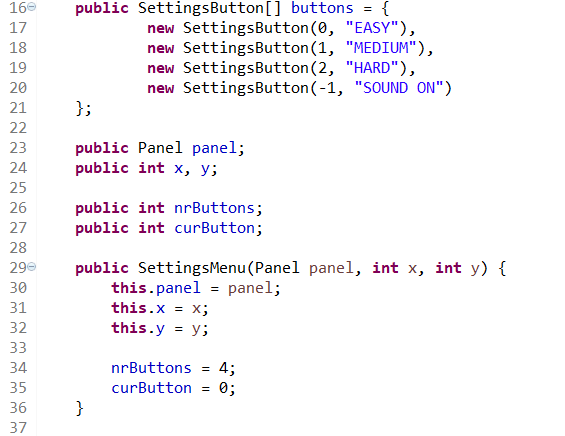 16 public SettingsButton[] buttons = {
17 new SettingsButton(0, "EASY"),
18 new SettingsButton(1, "MEDIUM"),
19 new SettingsButton(2, "HARD"),
20 new SettingsButton(-1, "SOUND ON")
21 };
22
23 public Panel panel;
24 public int x, y;
25
26 public int nrButtons;
27 public int curButton;
28
29 public SettingsMenu(Panel panel, int x, int y) {
30 this.panel = panel;
31 this.x = x;
32 this.y = y;
33
34 nrButtons = 4;
35 curButton = 0;
36 }
37